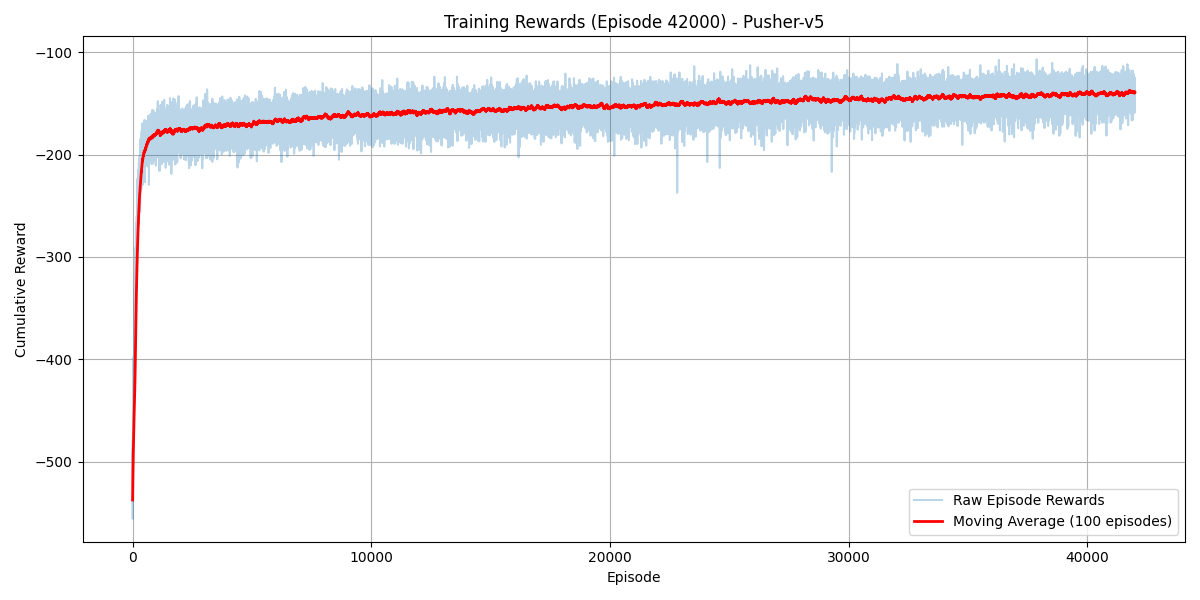 Training Rewards (Episode 42000) - Pusher-v5
Cumulative Reward
−100
−200
−300
−400
−500
0
10000
20000
30000
40000
Episode
Raw Episode Rewards
Moving Average (100 episodes)